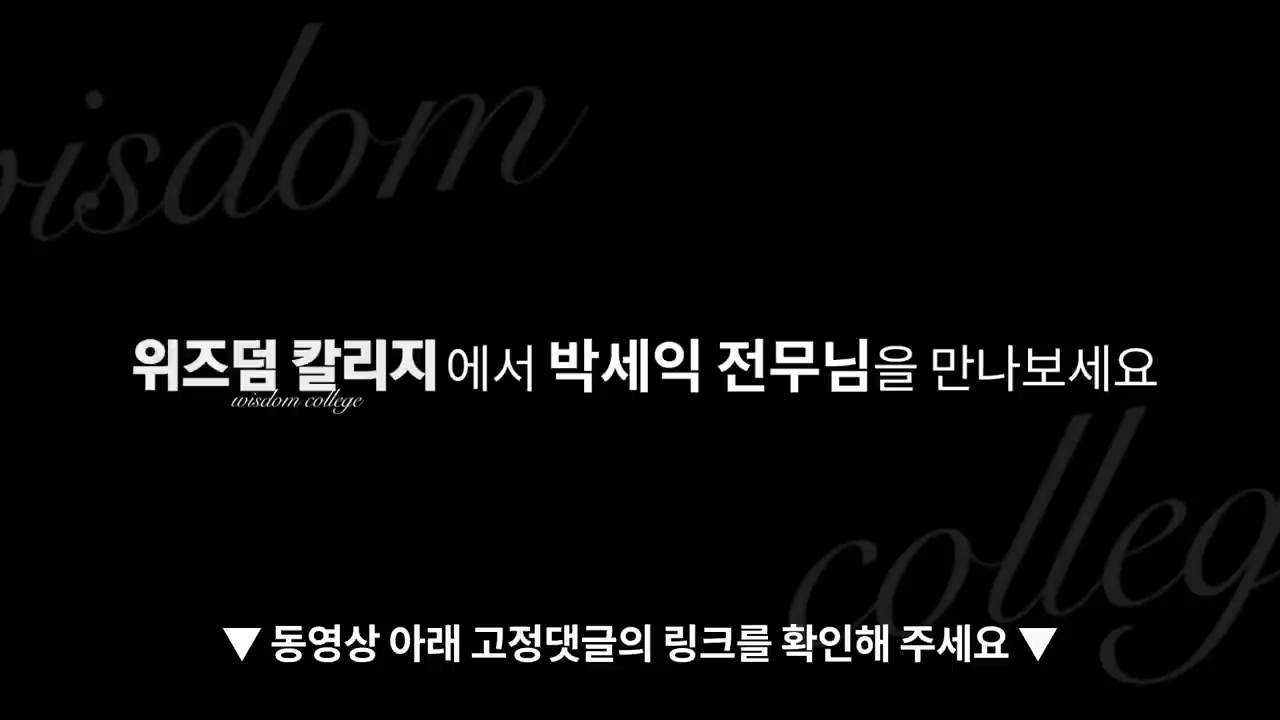 wisdom
위즈덤 칼리지에서 박세익 전무님을 만나보세요
wisdom college
colleg
▼ 동영상 아래 고정댓글의 링크를 확인해 주세요 ▼